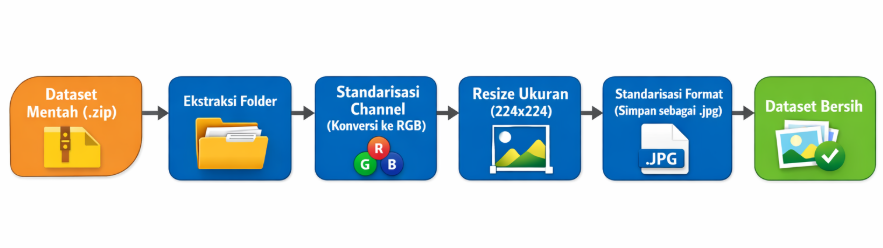 Dataset
Mentah (.zip)
Ekstraksi Folder
Standarisasi
Channel
(Konversi ke RGB)
R
G
B
Resize Ukuran
(224x224)
Standarisasi Format
(Simpan sebagai .jpg)
.JPG
Dataset Bersih